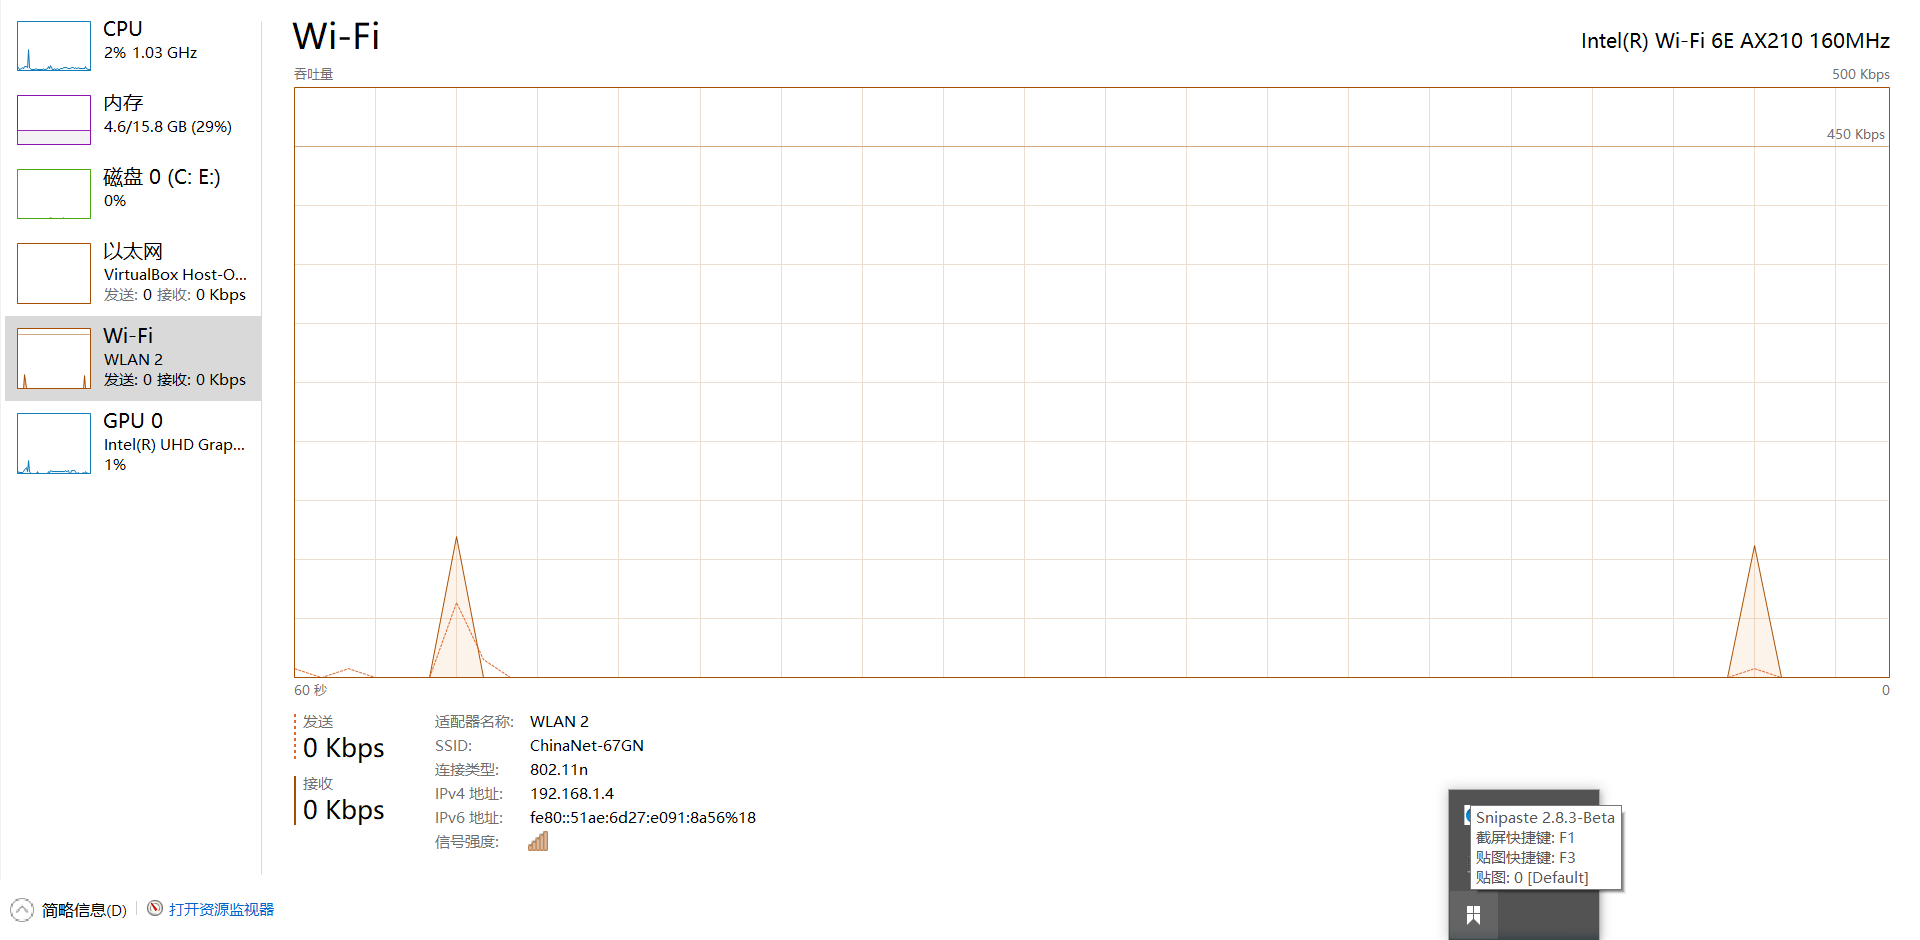 CPU
2% 1.03 GHz
内存
4.6/15.8 GB (29%)
磁盘 0 (C: E:)
0%
以太网
VirtualBox Host-O...
发送: 0 接收: 0 Kbps
Wi-Fi
WLAN 2
发送: 0 接收: 0 Kbps
GPU 0
Intel(R) UHD Grap...
1%
Wi-Fi
Intel(R) Wi-Fi 6E AX210 160MHz
吞吐量
500 Kbps
450 Kbps
60 秒
0
发送
0 Kbps
接收
0 Kbps
适配器名称: WLAN 2
SSID: ChinaNet-67GN
连接类型: 802.11n
IPv4 地址: 192.168.1.4
IPv6 地址: fe80::51ae:6d27:e091:8a56%18
信号强度:
Snipaste 2.8.3-Beta
截屏快捷键: F1
贴图快捷键: F3
贴图: 0 [Default]
简略信息(D)
打开资源监视器